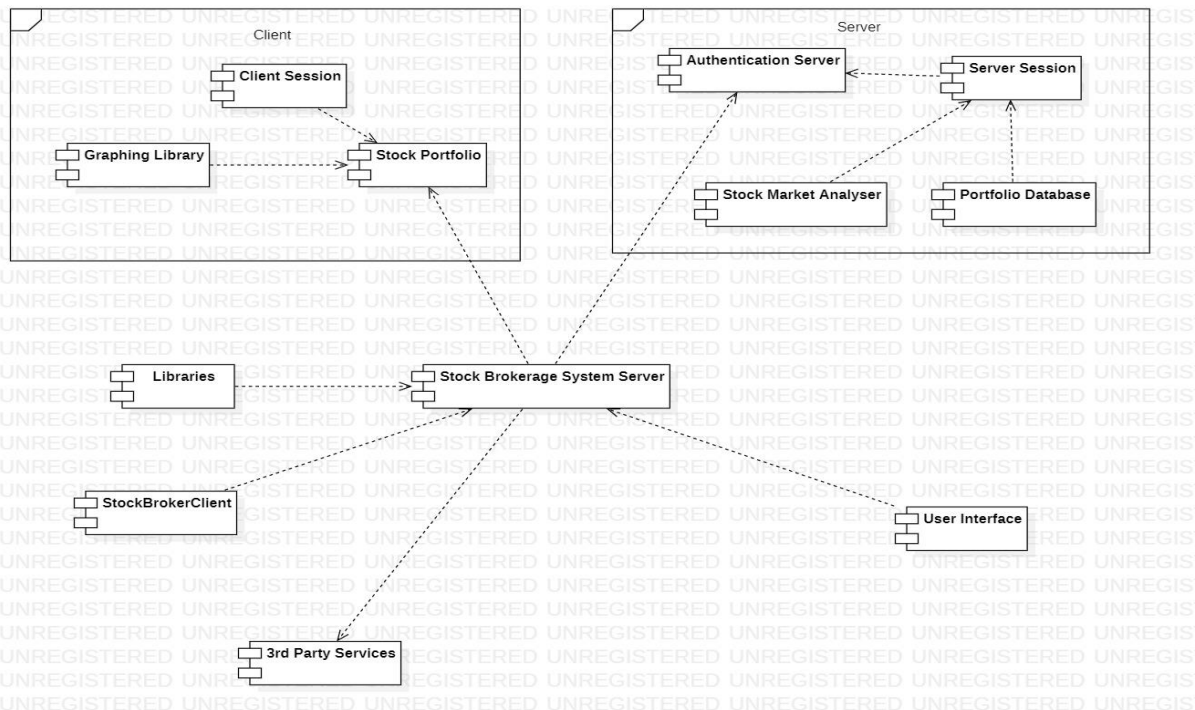 Client
Server
Client Session
Authentication Server
Server Session
Graphing Library
Stock Portfolio
Stock Market Analyser
Portfolio Database
Libraries
Stock Brokerage System Server
StockBrokerClient
User Interface
3rd Party Services
UNREGISTERED